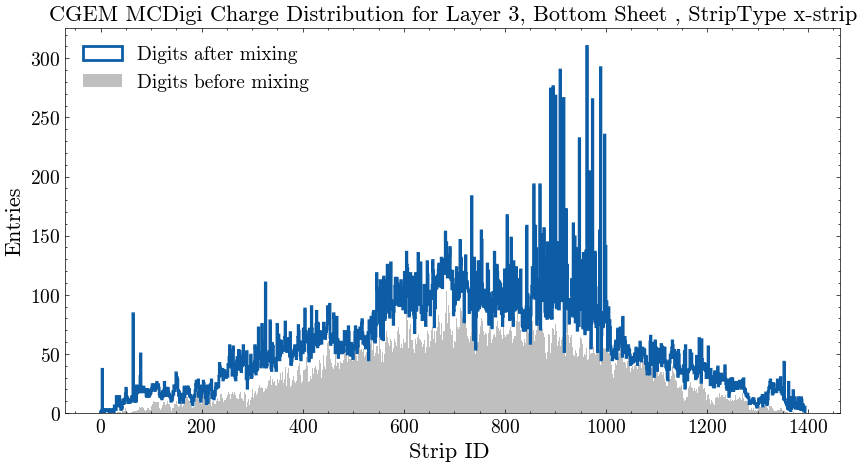 CGEM MCDigi Charge Distribution for Layer 3, Bottom Sheet , StripType x-strip
Digits after mixing
Digits before mixing
300
250
200
150
100
50
0
Entries
0 200 400 600 800 1000 1200 1400
Strip ID